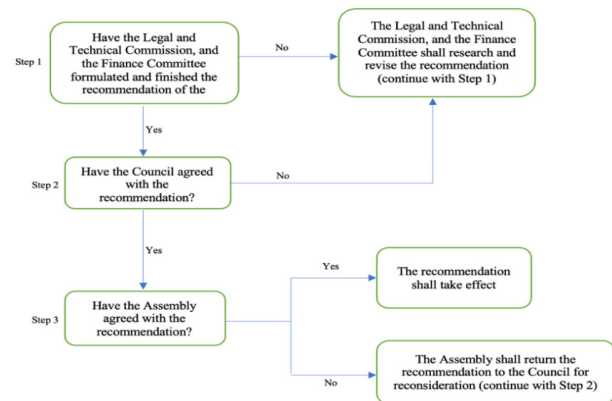 Step 1
Have the Legal and
Technical Commission, and
the Finance Committee
formulated and finished the
recommendation of the
No
The Legal and Technical
Commission, and the Finance
Committee shall research and
revise the recommendation
(continue with Step 1)
Yes
Step 2
Have the Council agreed
with the
recommendation?
No
Yes
Step 3
Have the Assembly
agreed with the
recommendation?
Yes
The recommendation
shall take effect
No
The Assembly shall return the
recommendation to the Council for
reconsideration (continue with Step 2)